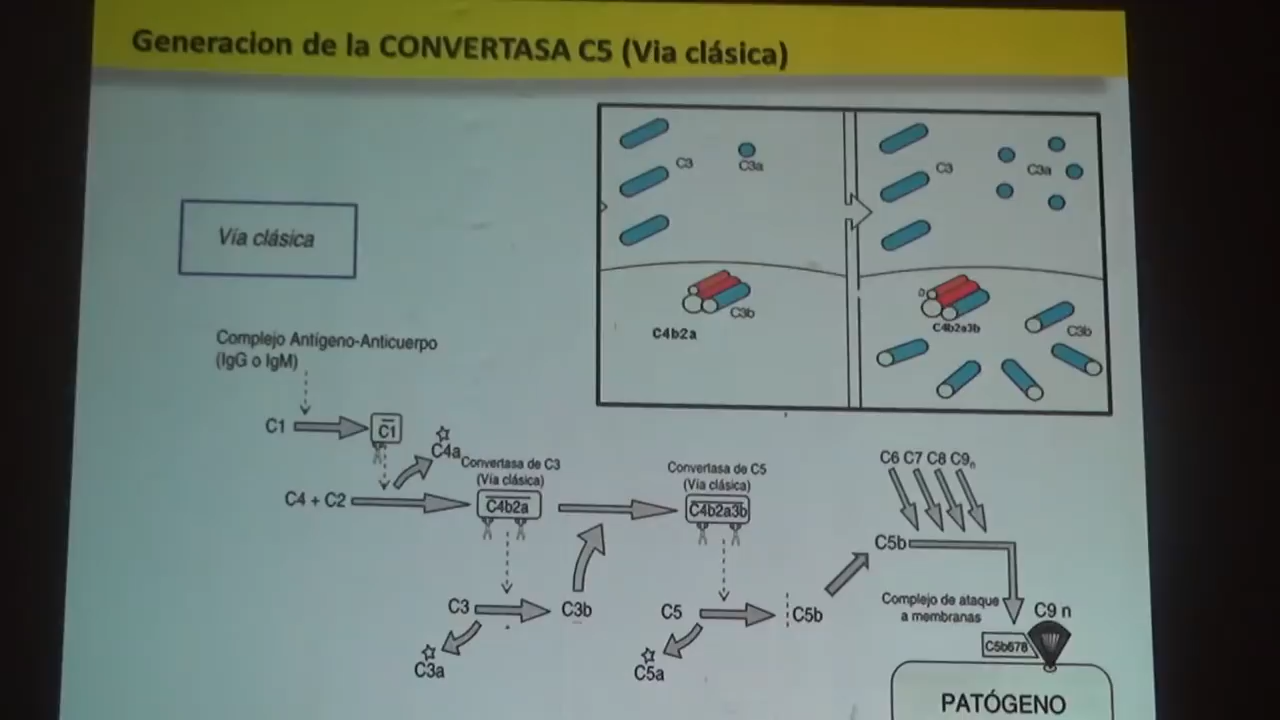 Generacion de la CONVERTASA C5 (Via clásica)
C3
C3a
C3
C3a
Vía clásica
C3b
C4b2a
C4b2a3b
C3b
Complejo Antígeno-Anticuerpo
(IgG o IgM)
C1
C1
C4a
Convertasa de C3
(Via clásica)
Convertasa de C5
(Via clásica)
C6 C7 C8 C9n
C4 + C2
C4b2a
C4b2a3b
C5b
C3
C3b
C5
C5b
Complejo de ataque
a membranas
C9 n
C5b678
C3a
C5a
PATÓGENO